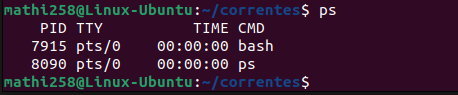 mathi258@Linux-Ubuntu:~/correntes$ ps
    PID TTY          TIME CMD
   7915 pts/0    00:00:00 bash
   8090 pts/0    00:00:00 ps
mathi258@Linux-Ubuntu:~/correntes$